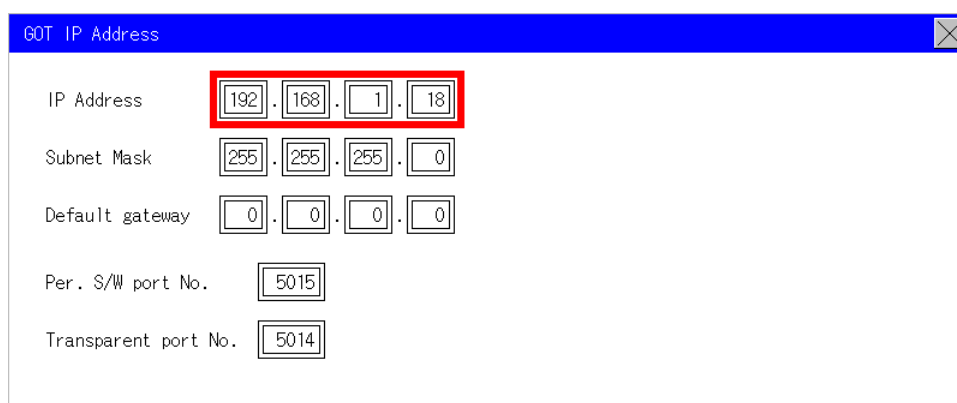 GOT IP Address
IP Address 192 . 168 . 1 . 18
Subnet Mask 255 . 255 . 255 . 0
Default gateway 0 . 0 . 0 . 0
Per. S/W port No. 5015
Transparent port No. 5014